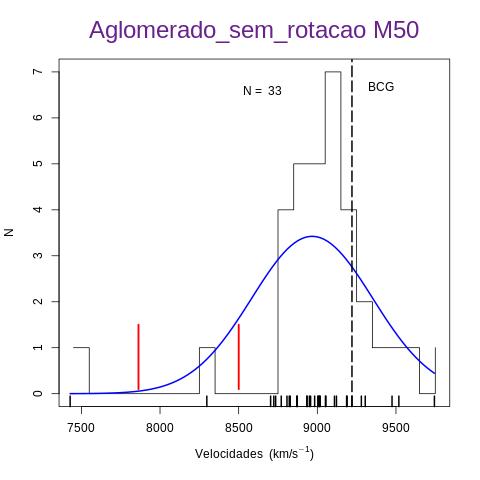 Aglomerado_sem_rotacao M50
N = 33
BCG
7
6
5
4
3
2
1
0
N
7500 8000 8500 9000 9500
Velocidades (km/s⁻¹)